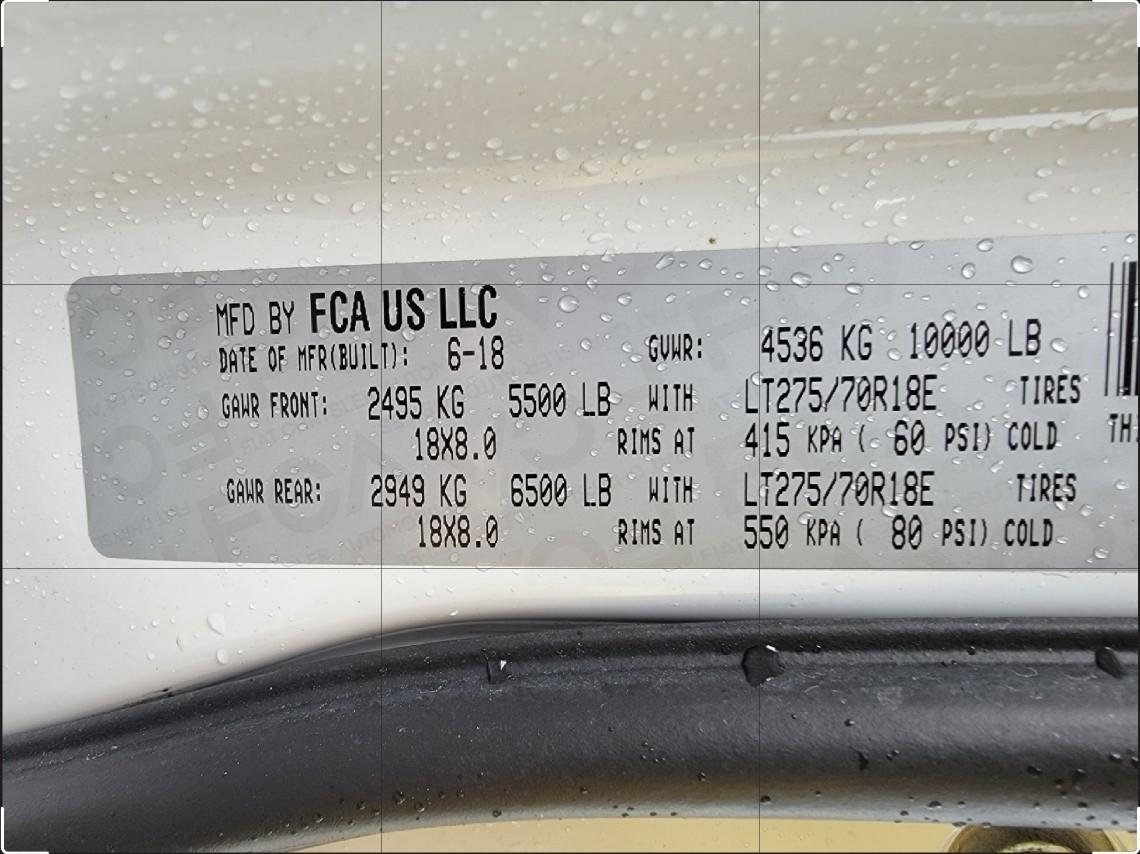 MFD BY FCA US LLC
DATE OF MFR(BUILT): 6-18 GVWR: 4536 KG 10000 LB
GAWR FRONT: 2495 KG 5500 LB WITH LT275/70R18E TIRES
18X8.0 RIMS AT 415 KPA ( 60 PSI) COLD
GAWR REAR: 2949 KG 6500 LB WITH LT275/70R18E TIRES
18X8.0 RIMS AT 550 KPA ( 80 PSI) COLD